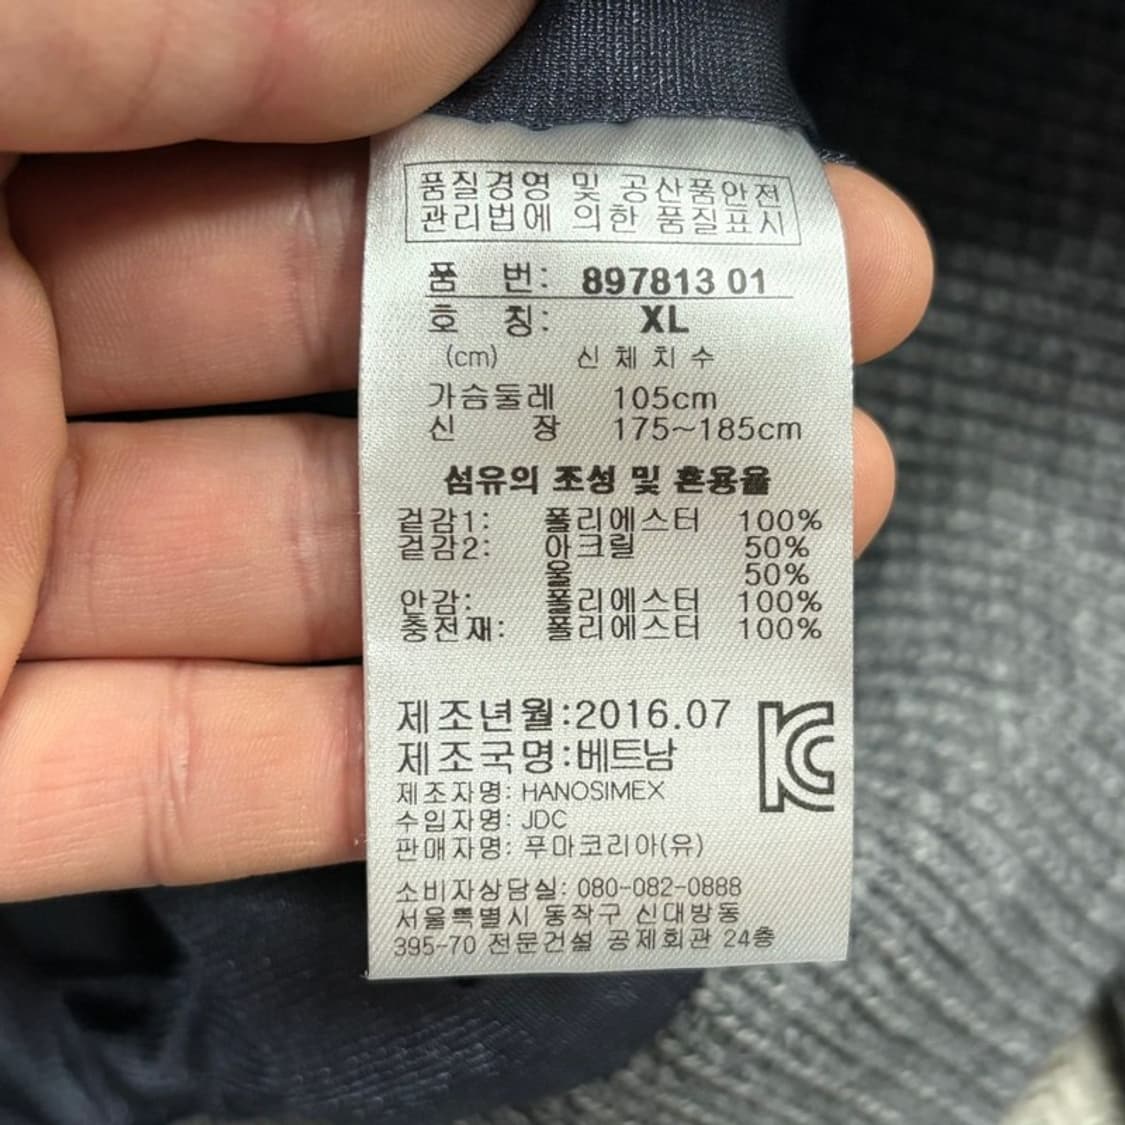 품질경영 및 공산품안전
관리법에 의한 품질표시
품 번: 897813 01
호 칭: XL
(cm) 신체치수
가슴둘레 105cm
신 장 175~185cm
섬유의 조성 및 혼용율
겉감1: 폴리에스터 100%
겉감2: 아크릴 50%
울 50%
안감: 폴리에스터 100%
충전재: 폴리에스터 100%
제조년월:2016.07
제조국명:베트남
제조자명: HANOSIMEX
수입자명: JDC
판매자명: 푸마코리아(유)
소비자상담실: 080-082-0888
서울특별시 동작구 신대방동
395-70 전문건설 공제회관 24층